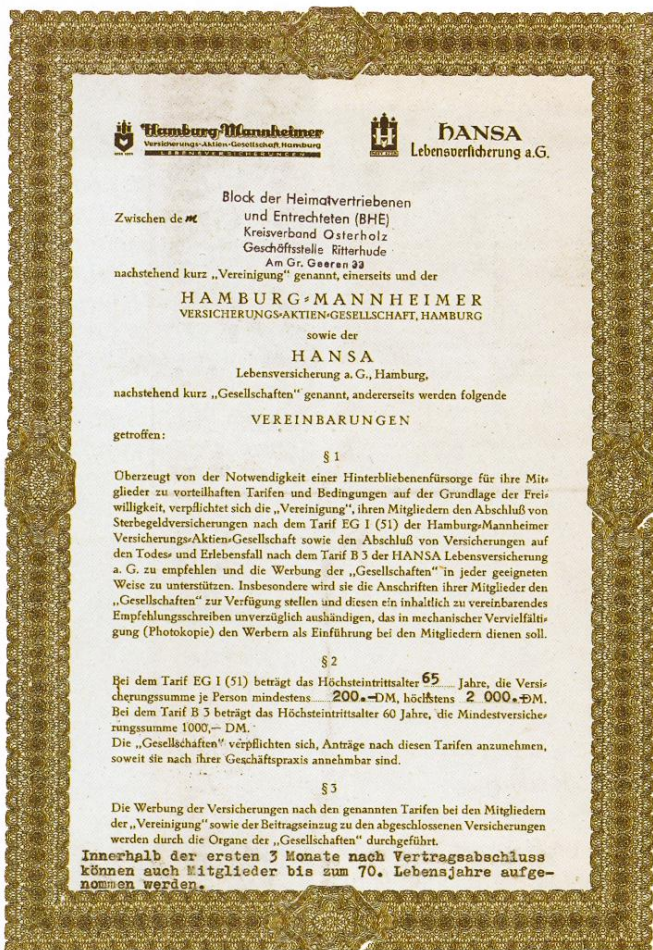 Hamburg-Mannheimer
Versicherungs-Aktien-Gesellschaft, Hamburg
LEBENSVERSICHERUNGEN
HANSA
Lebensversicherung a.G.
Block der Heimatvertriebenen
Zwischen dem und Entrechteten (BHE)
Kreisverband Osterholz
Geschäftsstelle Ritterhude
Am Gr. Geeren 33
nachstehend kurz „Vereinigung" genannt, einerseits und der
HAMBURG-MANNHEIMER
VERSICHERUNGS-AKTIEN-GESELLSCHAFT, HAMBURG
sowie der
HANSA
Lebensversicherung a. G., Hamburg,
nachstehend kurz „Gesellschaften" genannt, andererseits werden folgende
VEREINBARUNGEN
getroffen:
§ 1
Überzeugt von der Notwendigkeit einer Hinterbliebenenfürsorge für ihre Mit-
glieder zu vorteilhaften Tarifen und Bedingungen auf der Grundlage der Frei-
willigkeit, verpflichtet sich die „Vereinigung", ihren Mitgliedern den Abschluß von
Sterbegeldversicherungen nach dem Tarif EG I (51) der Hamburg-Mannheimer
Versicherungs-Aktien-Gesellschaft sowie den Abschluß von Versicherungen auf
den Todes- und Erlebensfall nach dem Tarif B 3 der HANSA Lebensversicherung
a. G. zu empfehlen und die Werbung der „Gesellschaften" in jeder geeigneten
Weise zu unterstützen. Insbesondere wird sie die Anschriften ihrer Mitglieder den
„Gesellschaften" zur Verfügung stellen und diesen ein inhaltlich zu vereinbarendes
Empfehlungsschreiben unverzüglich aushändigen, das in mechanischer Vervielfälti-
gung (Photokopie) den Werbern als Einführung bei den Mitgliedern dienen soll.
§ 2
Bei dem Tarif EG I (51) beträgt das Höchsteintrittsalter 65 Jahre, die Versi-
cherungssumme je Person mindestens 200.-DM, höchstens 2 000.-DM.
Bei dem Tarif B 3 beträgt das Höchsteintrittsalter 60 Jahre, die Mindestversiche-
rungssumme 1000,— DM.
Die „Gesellschaften" verpflichten sich, Anträge nach diesen Tarifen anzunehmen,
soweit sie nach ihrer Geschäftspraxis annehmbar sind.
§ 3
Die Werbung der Versicherungen nach den genannten Tarifen bei den Mitgliedern
der „Vereinigung" sowie der Beitragseinzug zu den abgeschlossenen Versicherungen
werden durch die Organe der „Gesellschaften" durchgeführt.
Innerhalb der ersten 3 Monate nach Vertragsabschluss
können auch Mitglieder bis zum 70. Lebensjahre aufge-
nommen werden.